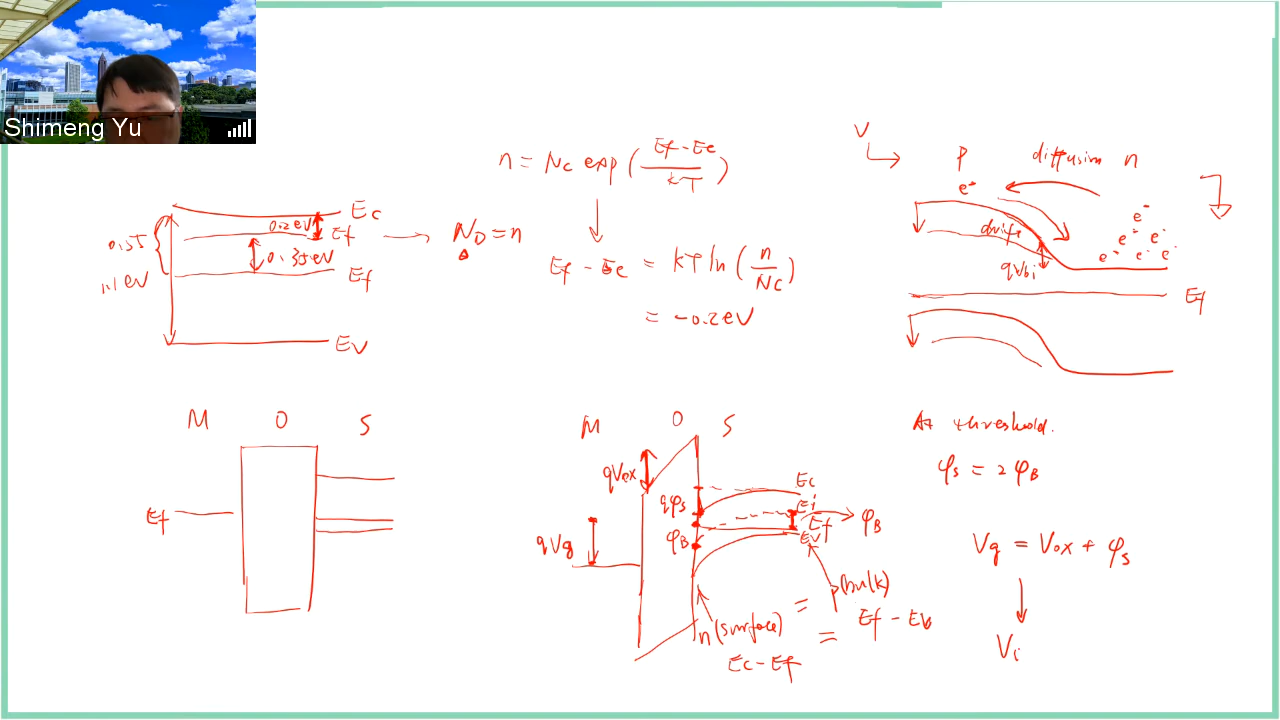 Shimeng Yu
n = Nc exp(Ef-Ec/kT)
Ef - Ec = kT ln(n/Nc)
= -0.2eV
Ec
0.2eV
Ef
0.35eV
0.55
1.1 eV
Ef
Ev
ND = n
V
p diffusion n
e-
e-
e- e-
e- e- e-
drift
qVbi
Ef
M O S
Ef
M O S
qVox
qφs
qVg
φB
Ec
Ei
Ef
Ev
φB
n(surface) = p(bulk)
Ec - Ef = Ef - Ev
At threshold.
φs = 2φB
Vg = Vox + φs